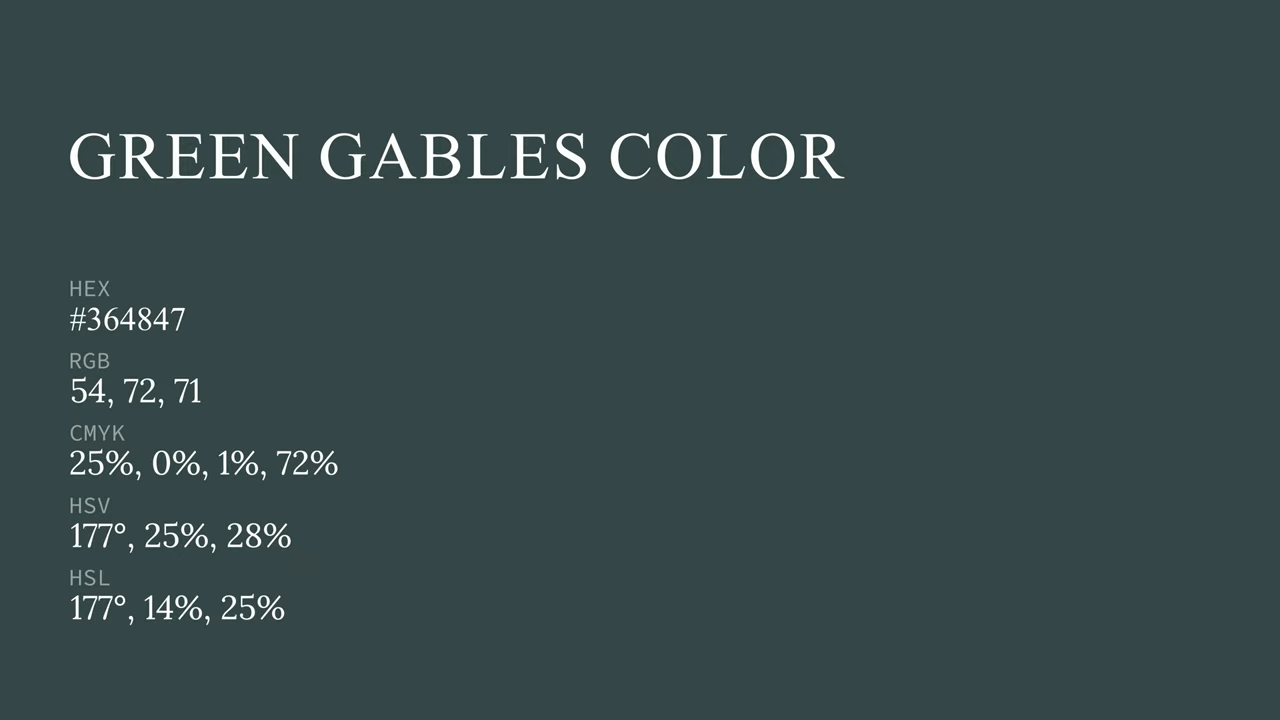 GREEN GABLES COLOR
HEX
#364847
RGB
54, 72, 71
CMYK
25%, 0%, 1%, 72%
HSV
177°, 25%, 28%
HSL
177°, 14%, 25%